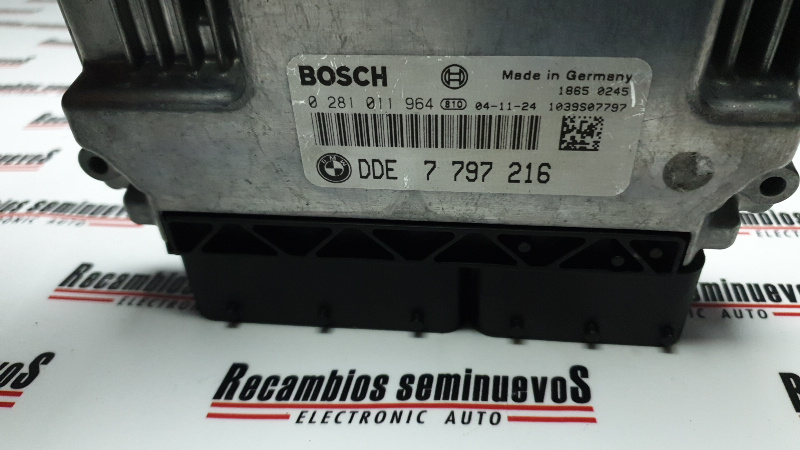 BOSCH
Made in Germany
1865 0245
0 281 011 964 810 04-11-24 1039S07797
BMW
DDE 7 797 216
Recambios seminuevoS
ELECTRONIC AUTO
Recambios seminuevoS
ELECTRONIC AUTO
Recambios seminuevoS
ELECTRONIC AUTO